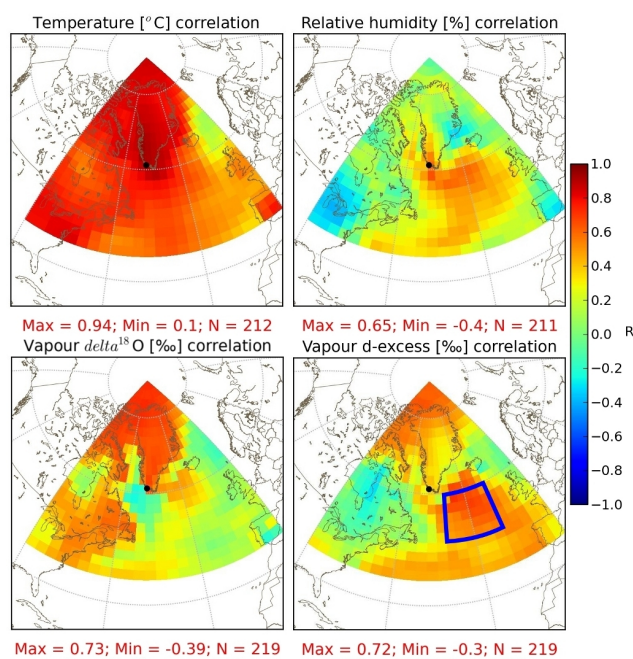 Temperature [°C] correlation
Relative humidity [%] correlation
Max = 0.94; Min = 0.1; N = 212
Max = 0.65; Min = -0.4; N = 211
Vapour delta¹⁸O [‰] correlation
Vapour d-excess [‰] correlation
Max = 0.73; Min = -0.39; N = 219
Max = 0.72; Min = -0.3; N = 219
1.0
0.8
0.6
0.4
0.2
0.0
R
−0.2
−0.4
−0.6
−0.8
−1.0